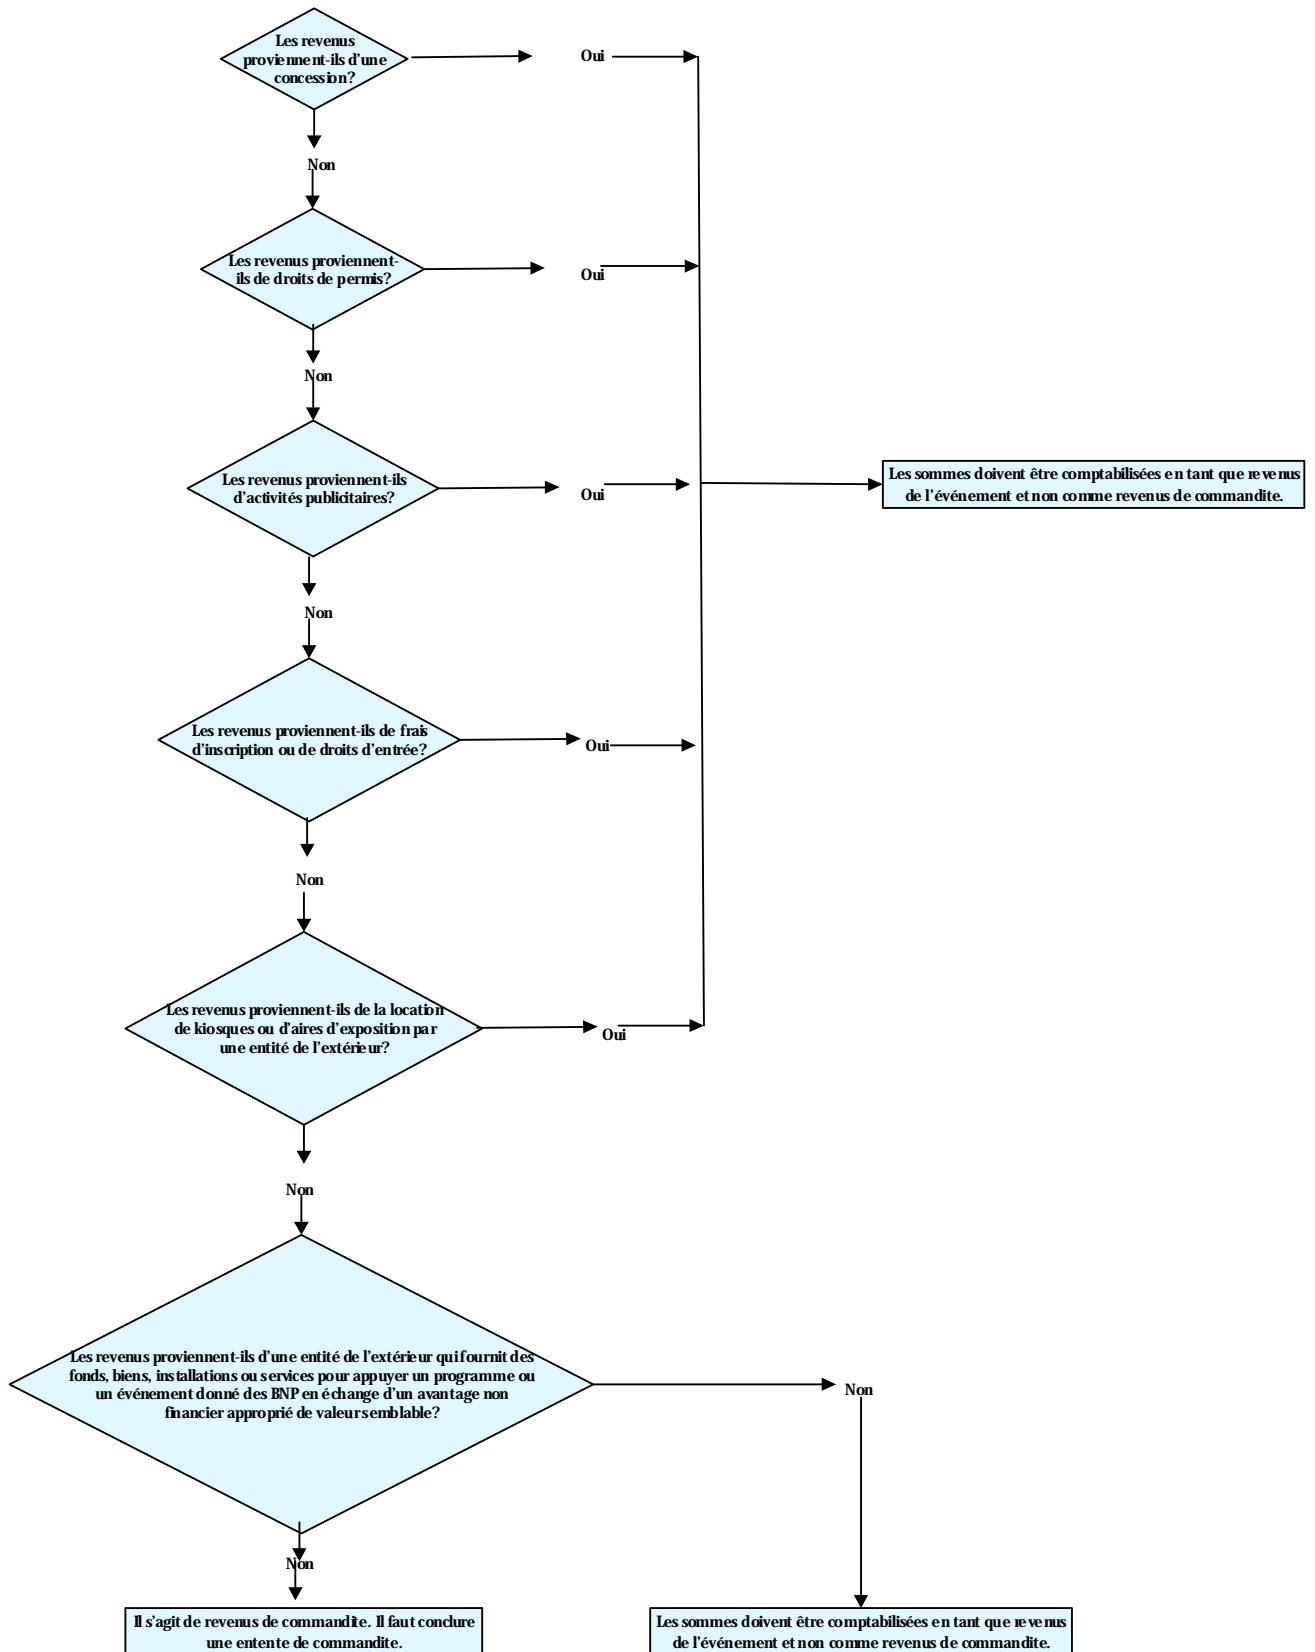 Les revenus
proviennent-ils d'une
concession?
Oui
Non
Les revenus proviennent-
ils de droits de permis?
Oui
Non
Les revenus proviennent-ils
d'activités publicitaires?
Oui
Les sommes doivent être comptabilisées en tant que revenus
de l'événement et non comme revenus de commandite.
Non
Les revenus proviennent-ils de frais
d'inscription ou de droits d'entrée?
Oui
Non
Les revenus proviennent-ils de la location
de kiosques ou d'aires d'exposition par
une entité de l'extérieur?
Oui
Non
Les revenus proviennent-ils d'une entité de l'extérieur qui fournit des
fonds, biens, installations ou services pour appuyer un programme ou
un événement donné des BNP en échange d'un avantage non
financier approprié de valeur semblable?
Non
Non
Il s'agit de revenus de commandite. Il faut conclure
une entente de commandite.
Les sommes doivent être comptabilisées en tant que revenus
de l'événement et non comme revenus de commandite.